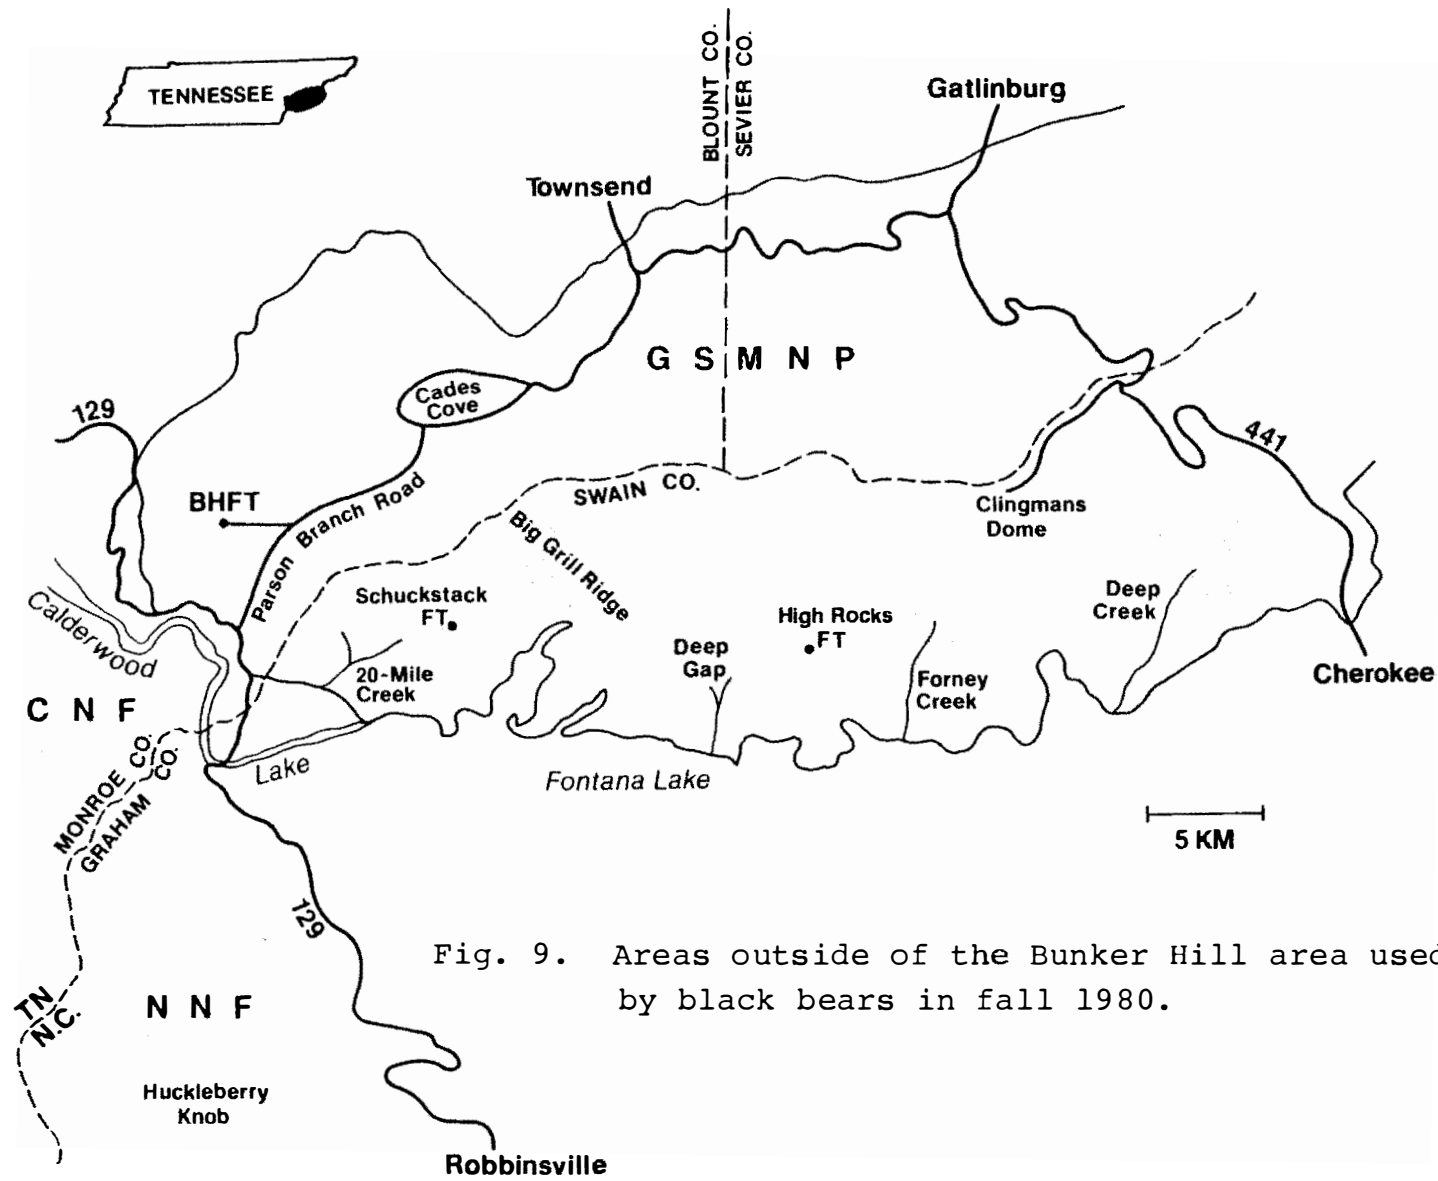 TENNESSEE
BLOUNT CO.
SEVIER CO.
Gatlinburg
Townsend
G S M N P
Cades
Cove
129
441
BHFT
Parson Branch Road
SWAIN CO.
Clingmans
Dome
Big Grill Ridge
Schuckstack
FT
High Rocks
FT
Deep
Creek
Calderwood
Deep
Gap
20-Mile
Creek
Forney
Creek
Cherokee
C N F
MONROE CO.
GRAHAM CO.
Lake
Fontana Lake
5 KM
129
Fig. 9. Areas outside of the Bunker Hill area used
by black bears in fall 1980.
TN
N.C.
N N F
Huckleberry
Knob
Robbinsville